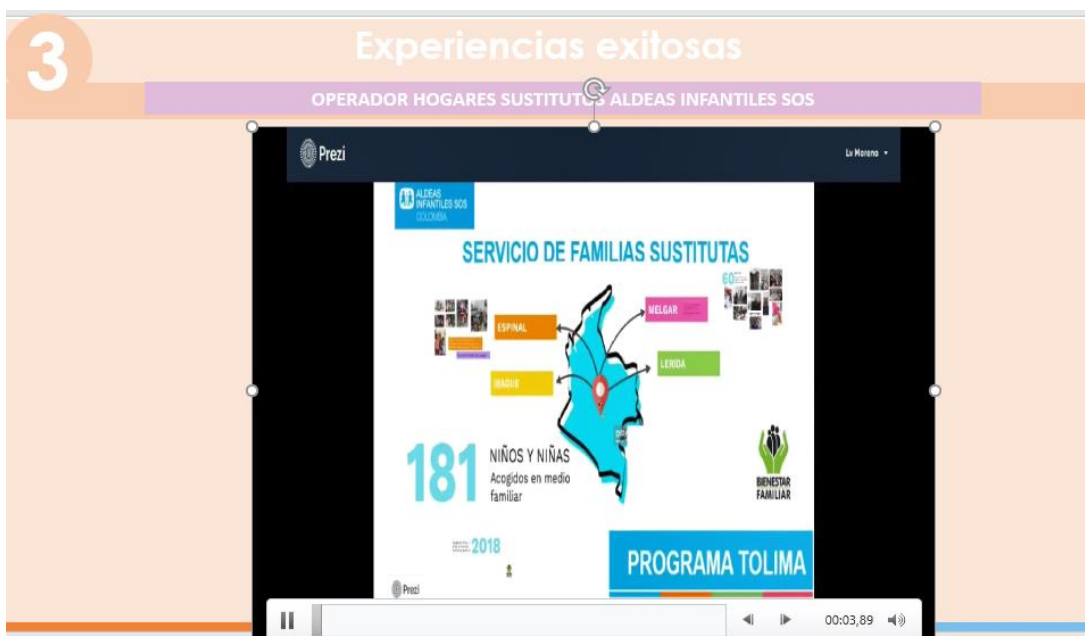 3
Experiencias exitosas
OPERADOR HOGARES SUSTITUTOS ALDEAS INFANTILES SOS
Prezi
Lv Moreno
ALDEAS
INFANTILES SOS
COLOMBIA
SERVICIO DE FAMILIAS SUSTITUTAS
60
ESPINAL
MELGAR
IBAGUE
LERIDA
181
NIÑOS Y NIÑAS
Acogidos en medio
familiar
BIENESTAR
FAMILIAR
2018
PROGRAMA TOLIMA
Prezi
00:03,89